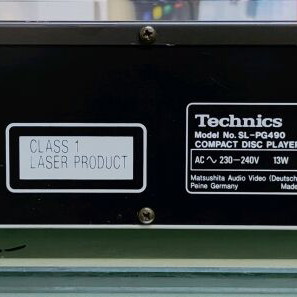 CLASS 1
LASER PRODUCT
Technics
Model No. SL-PG490
COMPACT DISC PLAYER
AC ∿ 230-240V 13W
Matsushita Audio Video (Deutsch
Peine Germany Made